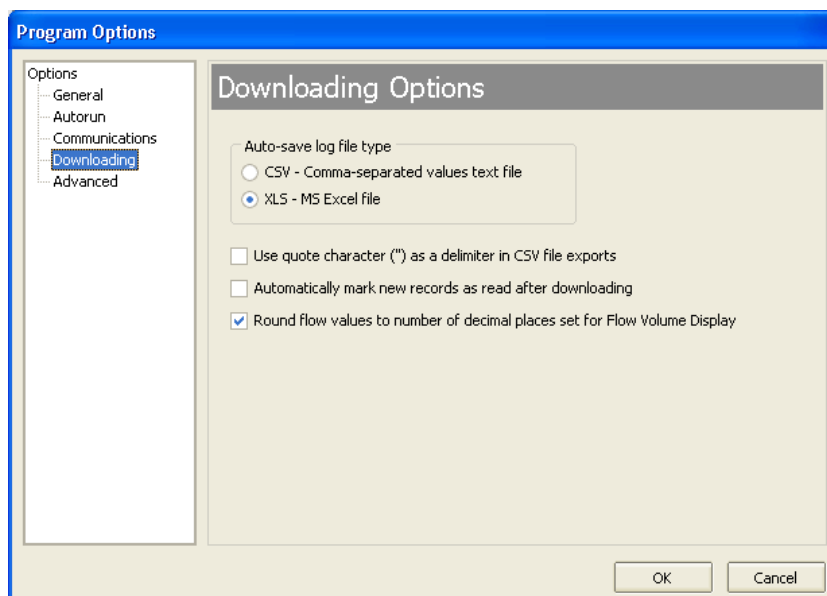 Program Options
Options
General
Autorun
Communications
Downloading
Advanced
Downloading Options
Auto-save log file type
CSV - Comma-separated values text file
XLS - MS Excel file
Use quote character (") as a delimiter in CSV file exports
Automatically mark new records as read after downloading
Round flow values to number of decimal places set for Flow Volume Display
OK
Cancel